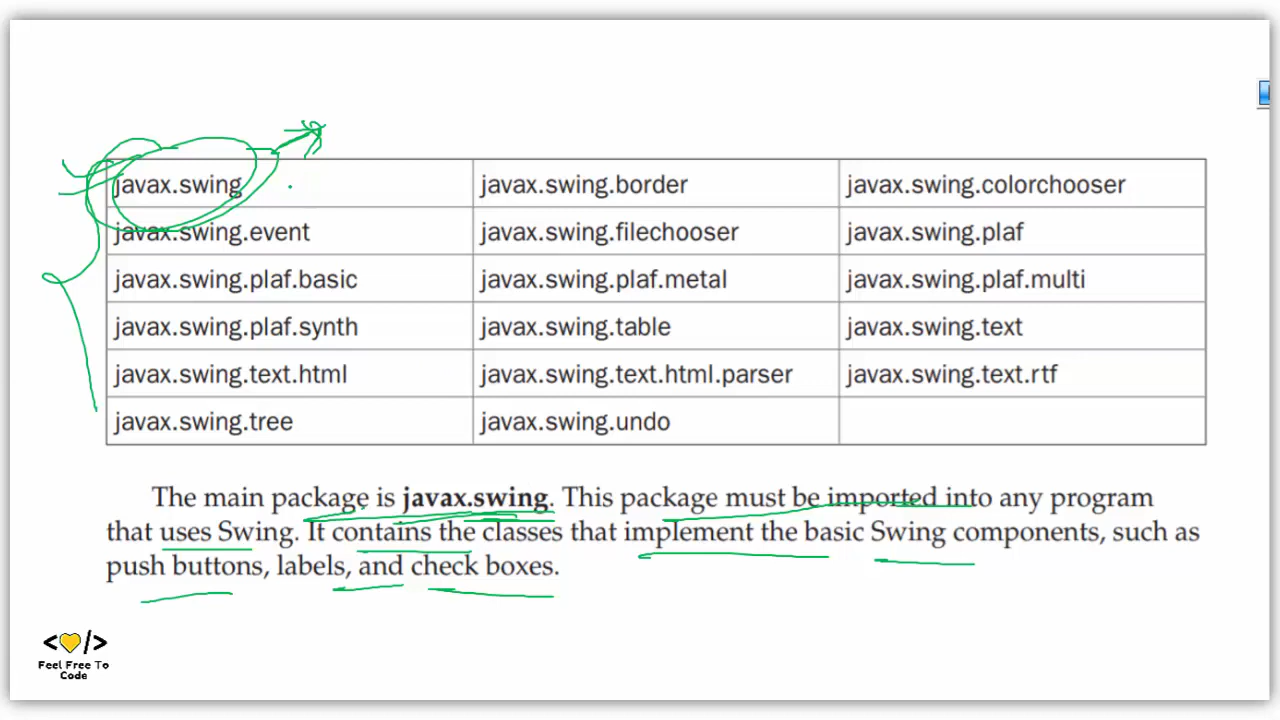 javax.swing javax.swing.border javax.swing.colorchooser
javax.swing.event javax.swing.filechooser javax.swing.plaf
javax.swing.plaf.basic javax.swing.plaf.metal javax.swing.plaf.multi
javax.swing.plaf.synth javax.swing.table javax.swing.text
javax.swing.text.html javax.swing.text.html.parser javax.swing.text.rtf
javax.swing.tree javax.swing.undo
The main package is javax.swing. This package must be imported into any program
that uses Swing. It contains the classes that implement the basic Swing components, such as
push buttons, labels, and check boxes.
Feel Free To
Code